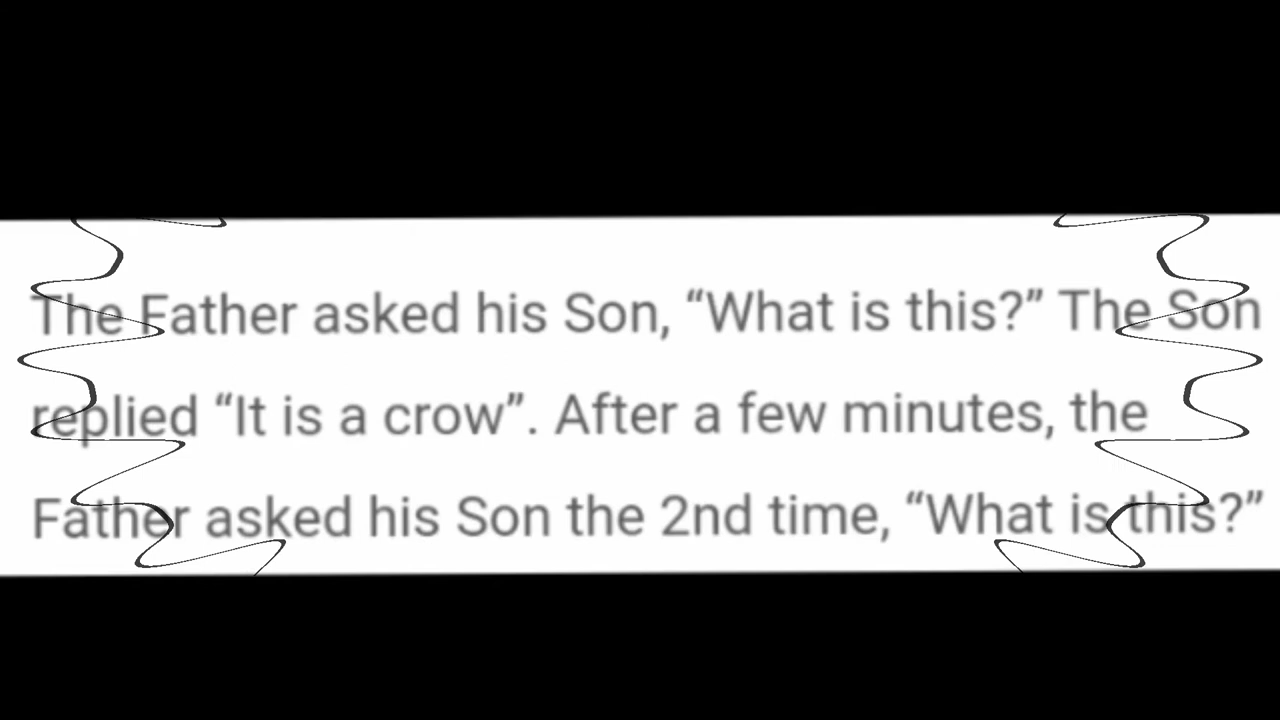 The Father asked his Son, “What is this?” The Son
replied “It is a crow”. After a few minutes, the
Father asked his Son the 2nd time, “What is this?”